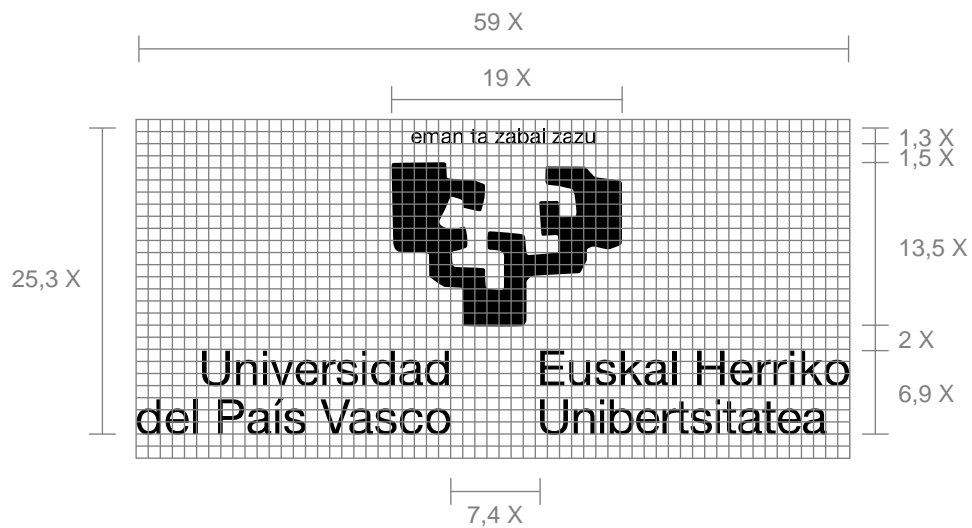 59 X
19 X
eman ta zabal zazu
1,3 X
1,5 X
13,5 X
25,3 X
2 X
Universidad
del País Vasco
Euskal Herriko
Unibertsitatea
6,9 X
7,4 X